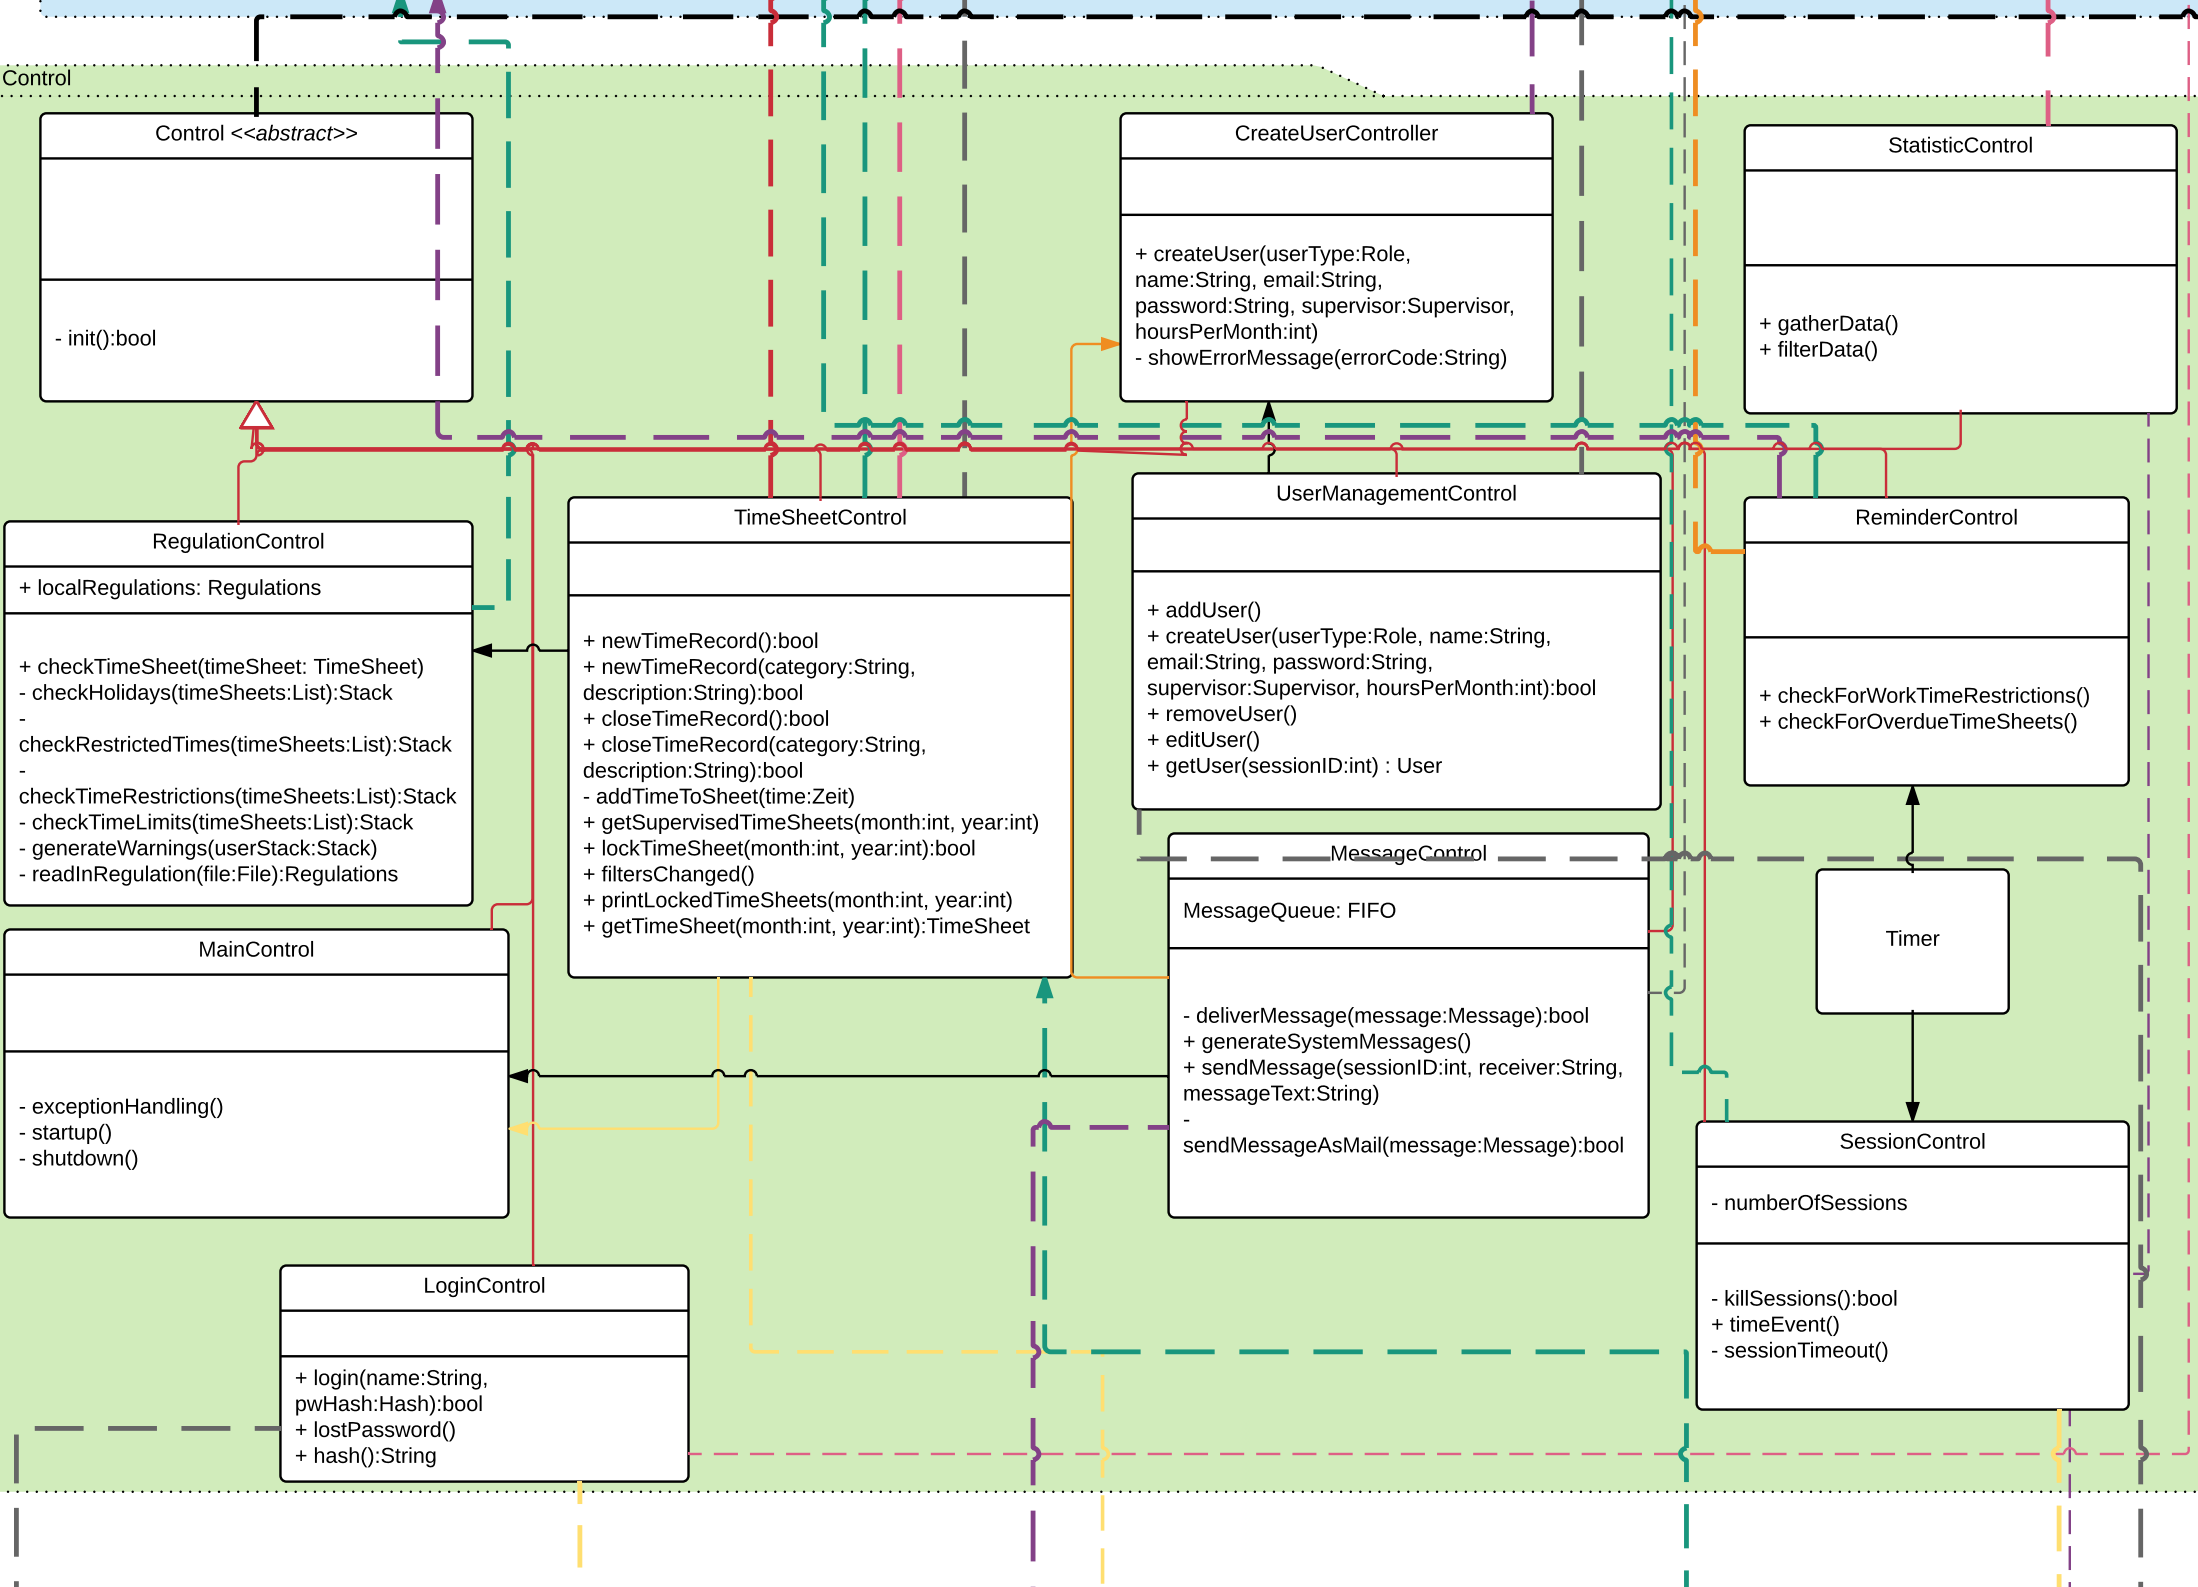 Control
Control <<abstract>>
- init():bool
CreateUserController
+ createUser(userType:Role,
name:String, email:String,
password:String, supervisor:Supervisor,
hoursPerMonth:int)
- showErrorMessage(errorCode:String)
StatisticControl
+ gatherData()
+ filterData()
RegulationControl
+ localRegulations: Regulations
+ checkTimeSheet(timeSheet: TimeSheet)
- checkHolidays(timeSheets:List):Stack
-
checkRestrictedTimes(timeSheets:List):Stack
-
checkTimeRestrictions(timeSheets:List):Stack
- checkTimeLimits(timeSheets:List):Stack
- generateWarnings(userStack:Stack)
- readInRegulation(file:File):Regulations
TimeSheetControl
+ newTimeRecord():bool
+ newTimeRecord(category:String,
description:String):bool
+ closeTimeRecord():bool
+ closeTimeRecord(category:String,
description:String):bool
- addTimeToSheet(time:Zeit)
+ getSupervisedTimeSheets(month:int, year:int)
+ lockTimeSheet(month:int, year:int):bool
+ filtersChanged()
+ printLockedTimeSheets(month:int, year:int)
+ getTimeSheet(month:int, year:int):TimeSheet
UserManagementControl
+ addUser()
+ createUser(userType:Role, name:String,
email:String, password:String,
supervisor:Supervisor, hoursPerMonth:int):bool
+ removeUser()
+ editUser()
+ getUser(sessionID:int) : User
ReminderControl
+ checkForWorkTimeRestrictions()
+ checkForOverdueTimeSheets()
MessageControl
MessageQueue: FIFO
- deliverMessage(message:Message):bool
+ generateSystemMessages()
+ sendMessage(sessionID:int, receiver:String,
messageText:String)
-
sendMessageAsMail(message:Message):bool
Timer
MainControl
- exceptionHandling()
- startup()
- shutdown()
SessionControl
- numberOfSessions
- killSessions():bool
+ timeEvent()
- sessionTimeout()
LoginControl
+ login(name:String,
pwHash:Hash):bool
+ lostPassword()
+ hash():String